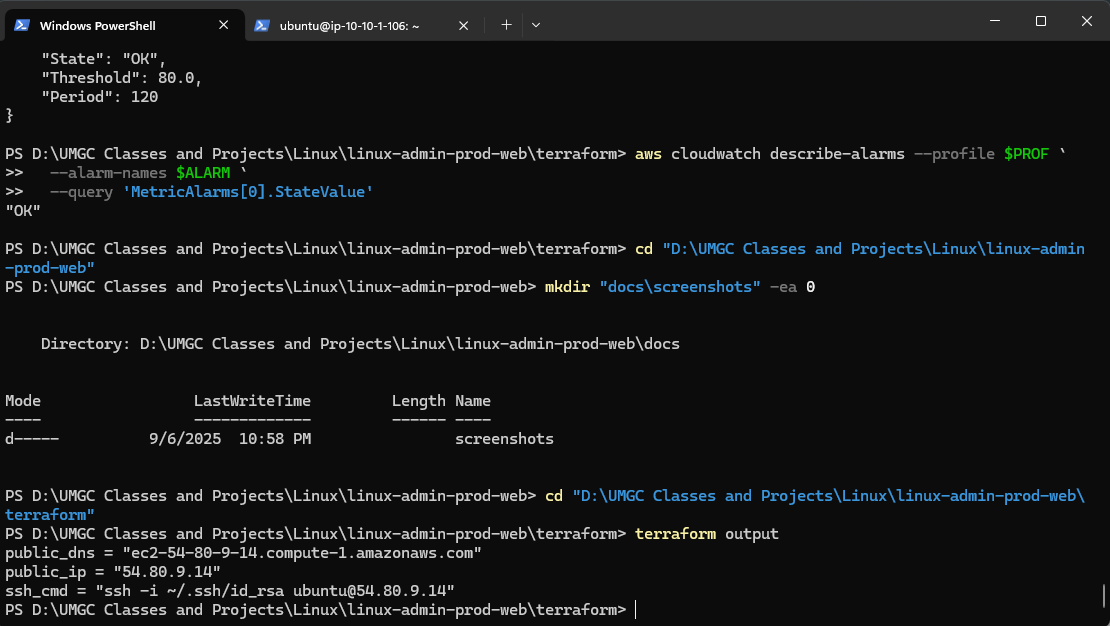 Windows PowerShell
ubuntu@ip-10-10-1-106: ~
"State": "OK",
"Threshold": 80.0,
"Period": 120
}
PS D:\UMGC Classes and Projects\Linux\linux-admin-prod-web\terraform> aws cloudwatch describe-alarms --profile $PROF `
>>   --alarm-names $ALARM `
>>   --query 'MetricAlarms[0].StateValue'
"OK"
PS D:\UMGC Classes and Projects\Linux\linux-admin-prod-web\terraform> cd "D:\UMGC Classes and Projects\Linux\linux-admin
-prod-web"
PS D:\UMGC Classes and Projects\Linux\linux-admin-prod-web> mkdir "docs\screenshots" -ea 0
Directory: D:\UMGC Classes and Projects\Linux\linux-admin-prod-web\docs
Mode                 LastWriteTime         Length Name
----                 -------------         ------ ----
d-----          9/6/2025  10:58 PM                screenshots
PS D:\UMGC Classes and Projects\Linux\linux-admin-prod-web> cd "D:\UMGC Classes and Projects\Linux\linux-admin-prod-web\
terraform"
PS D:\UMGC Classes and Projects\Linux\linux-admin-prod-web\terraform> terraform output
public_dns = "ec2-54-80-9-14.compute-1.amazonaws.com"
public_ip = "54.80.9.14"
ssh_cmd = "ssh -i ~/.ssh/id_rsa ubuntu@54.80.9.14"
PS D:\UMGC Classes and Projects\Linux\linux-admin-prod-web\terraform>